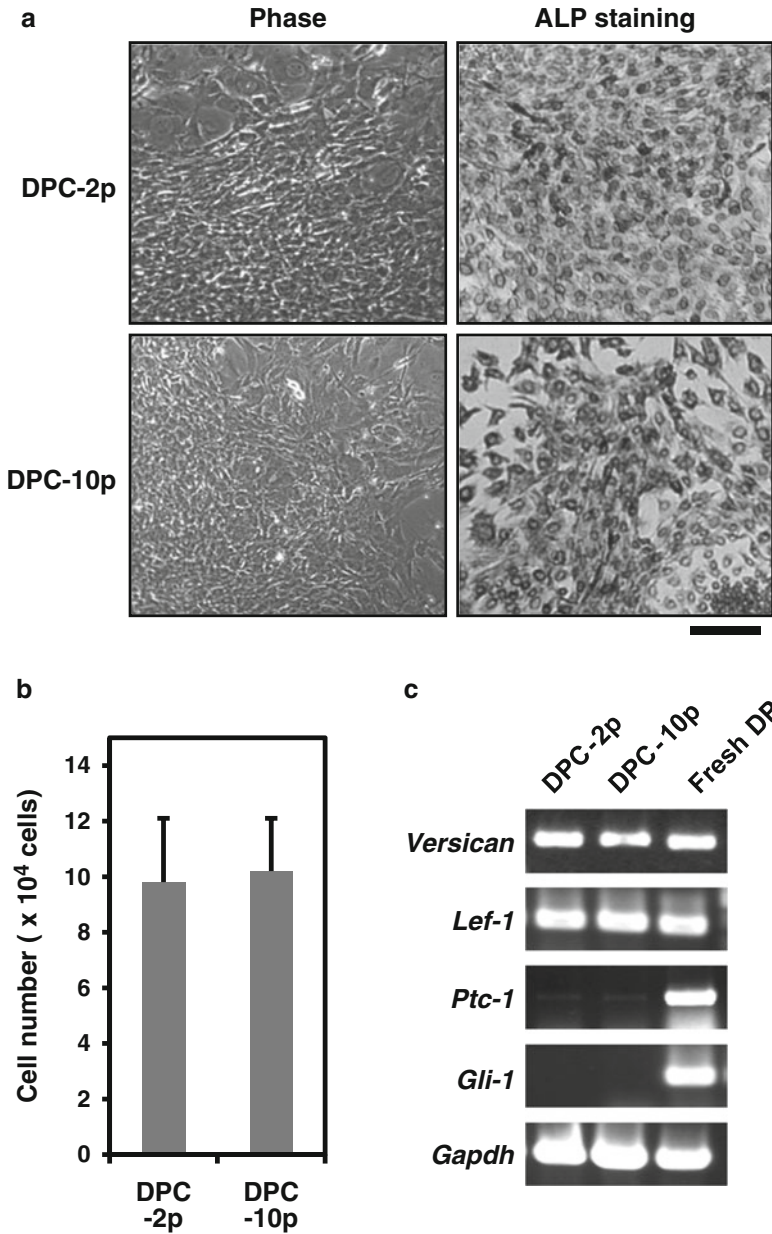 a
Phase
ALP staining
DPC-2p
DPC-10p
b
Cell number ( x 10⁴ cells)
14
12
10
8
6
4
2
0
DPC
-2p
DPC
-10p
c
DPC-2p
DPC-10p
Fresh DP
Versican
Lef-1
Ptc-1
Gli-1
Gapdh